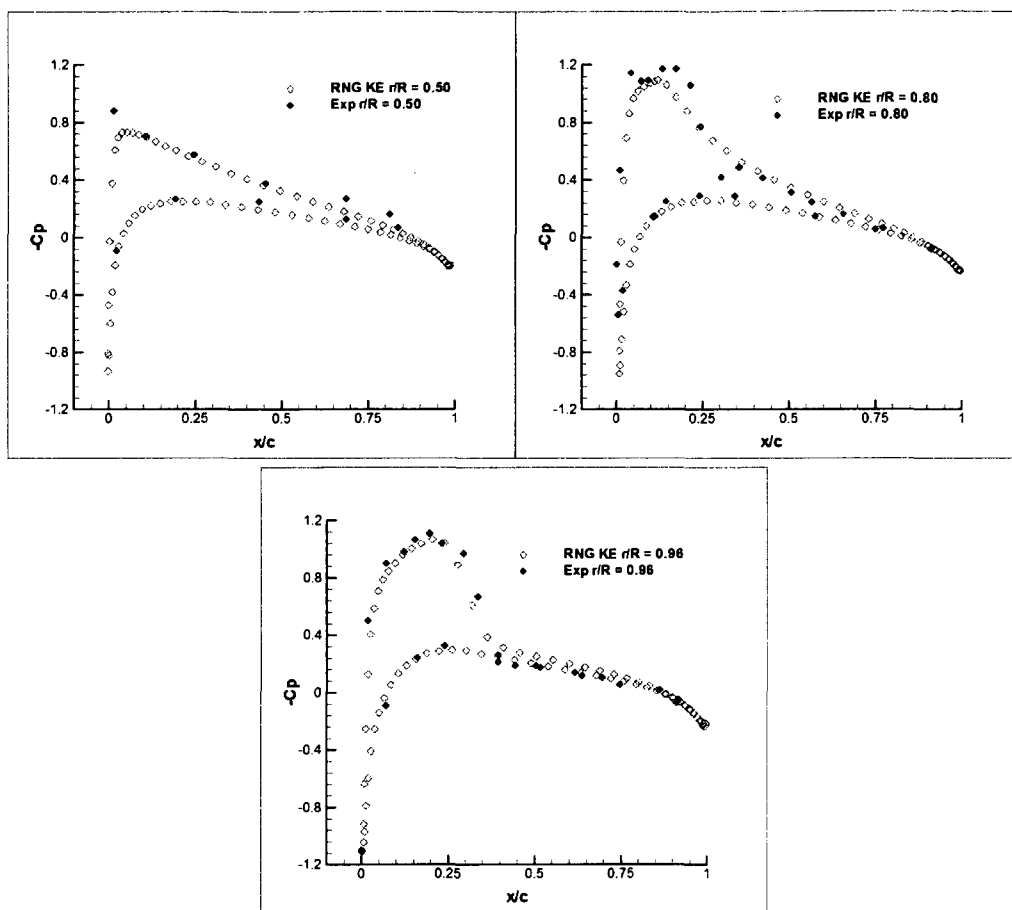 1.2
0.8
0.4
0
-0.4
-0.8
-1.2
-Cp
RNG KE r/R = 0.50
Exp r/R = 0.50
0 0.25 0.5 0.75 1
x/c
1.2
0.8
0.4
0
-0.4
-0.8
-1.2
-Cp
RNG KE r/R = 0.80
Exp r/R = 0.80
0 0.25 0.5 0.75 1
x/c
1.2
0.8
0.4
0
-0.4
-0.8
-1.2
-Cp
RNG KE r/R = 0.96
Exp r/R = 0.96
0 0.25 0.5 0.75 1
x/c